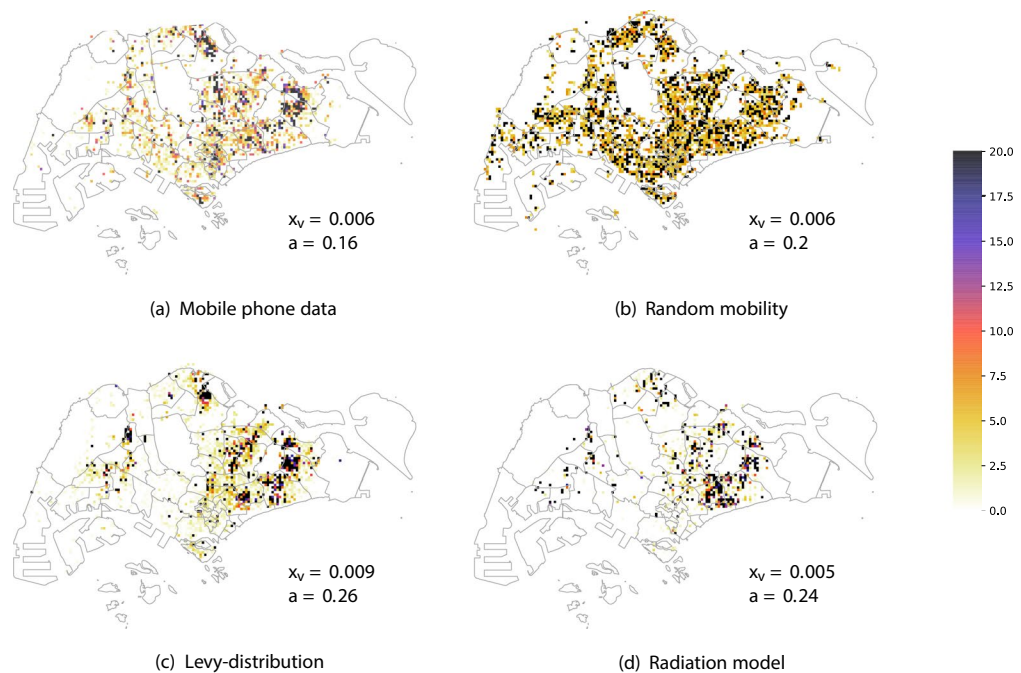 x_v = 0.006
a = 0.16
(a) Mobile phone data
x_v = 0.006
a = 0.2
(b) Random mobility
20.0
17.5
15.0
12.5
10.0
7.5
5.0
2.5
0.0
x_v = 0.009
a = 0.26
(c) Levy-distribution
x_v = 0.005
a = 0.24
(d) Radiation model